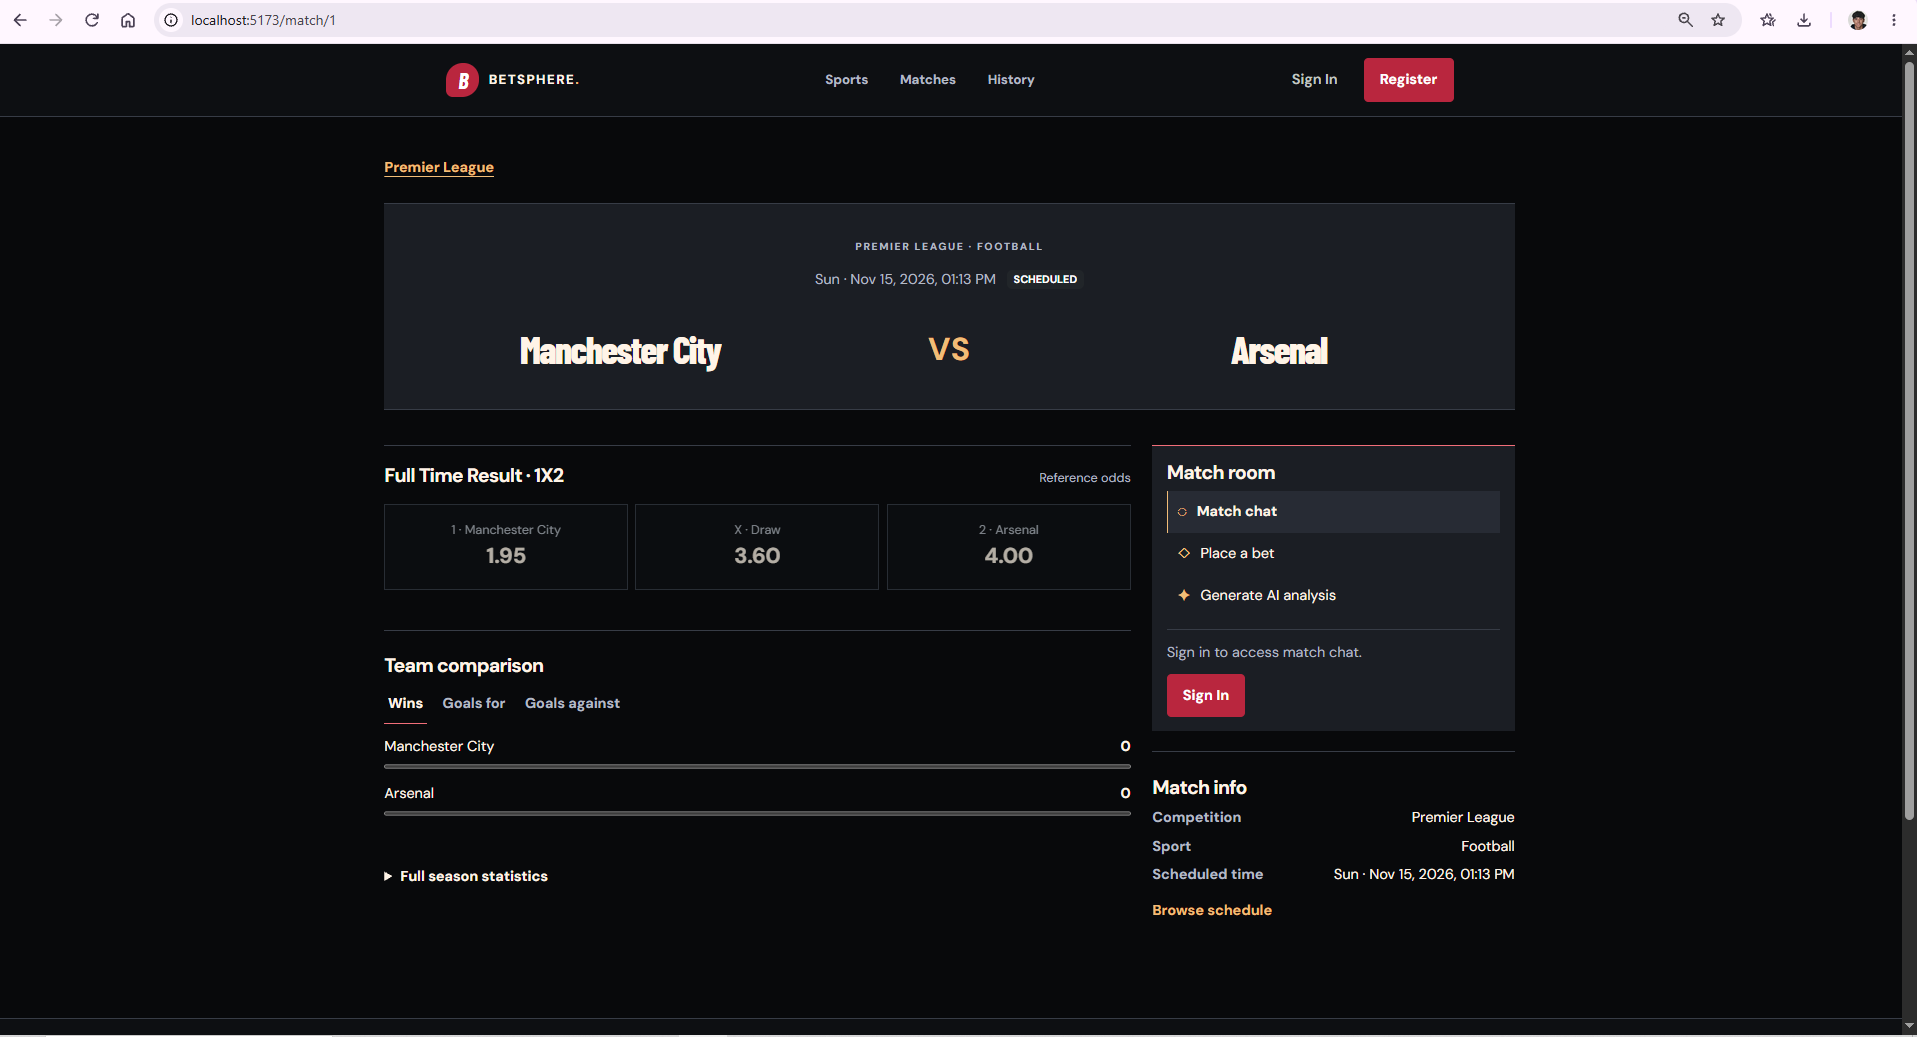 localhost:5173/match/1
B BETSPHERE.
Sports Matches History
Sign In Register
Premier League
PREMIER LEAGUE · FOOTBALL
Sun · Nov 15, 2026, 01:13 PM SCHEDULED
Manchester City VS Arsenal
Full Time Result · 1X2
Reference odds
1 · Manchester City
1.95
X · Draw
3.60
2 · Arsenal
4.00
Team comparison
Wins Goals for Goals against
Manchester City 0
Arsenal 0
Full season statistics
Match room
Match chat
Place a bet
Generate AI analysis
Sign in to access match chat.
Sign In
Match info
Competition Premier League
Sport Football
Scheduled time Sun · Nov 15, 2026, 01:13 PM
Browse schedule